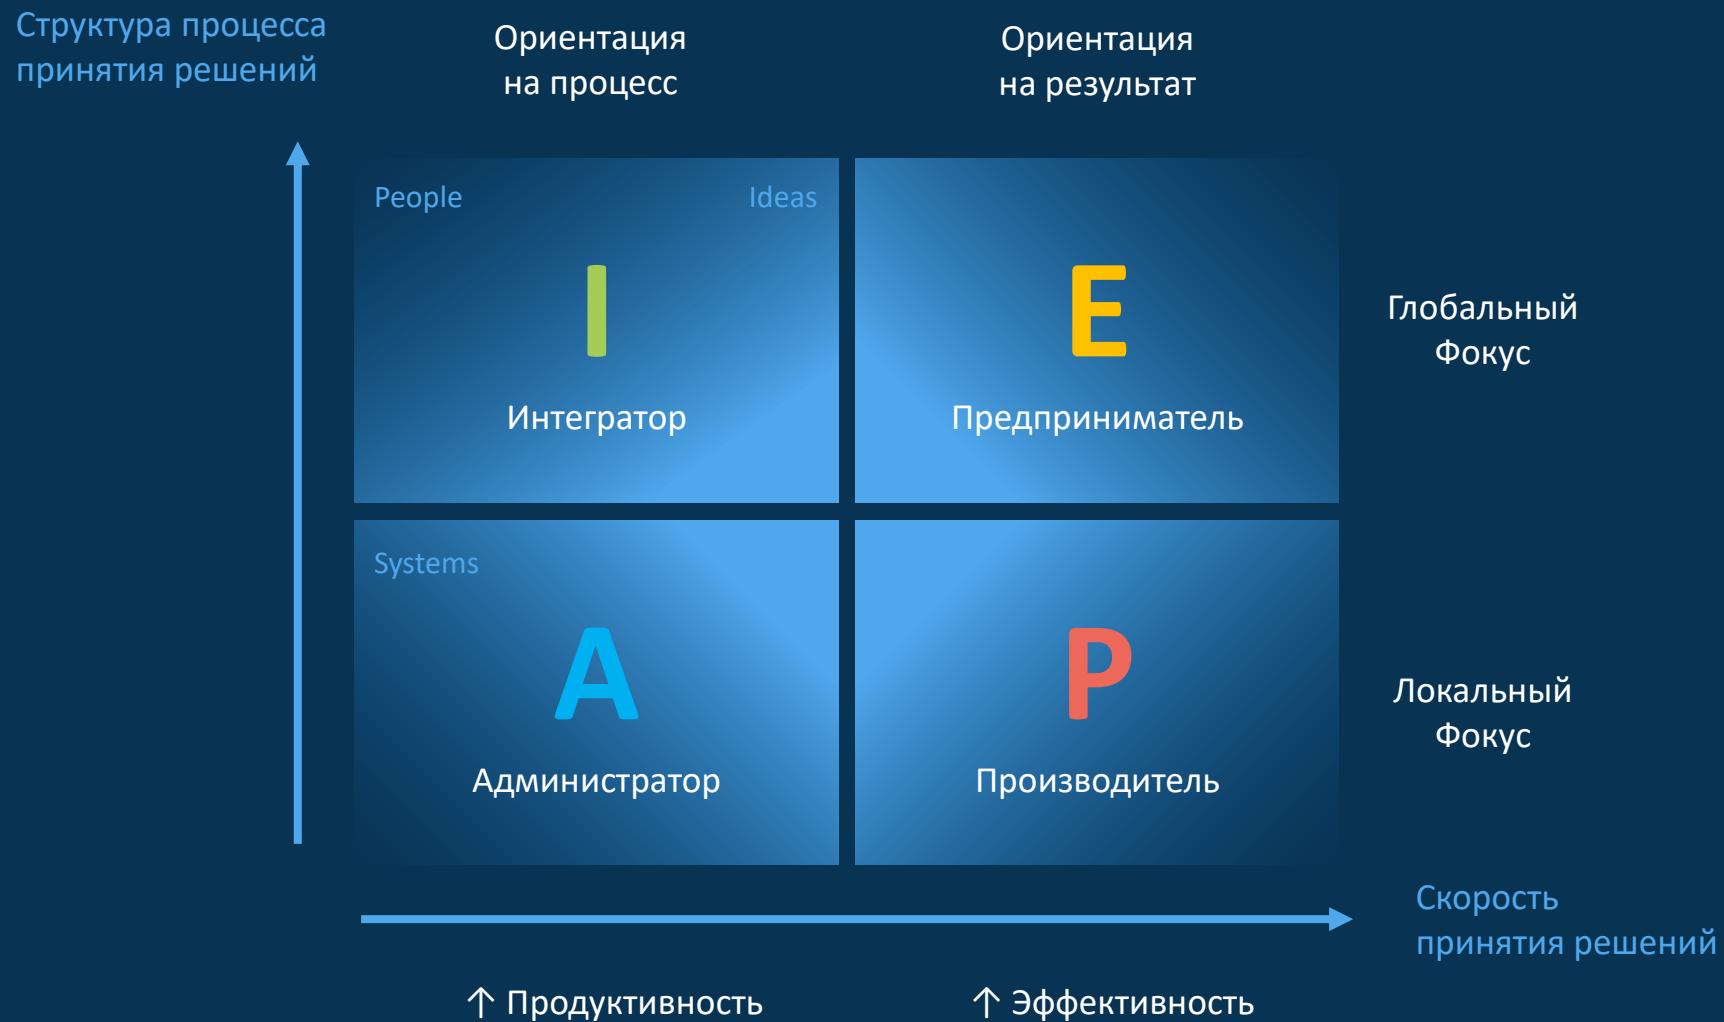 Структура процесса
принятия решений
Ориентация
на процесс
Ориентация
на результат
People
Ideas
I
Интегратор
E
Предприниматель
Глобальный
Фокус
Systems
A
Администратор
P
Производитель
Локальный
Фокус
Скорость
принятия решений
↑ Продуктивность
↑ Эффективность